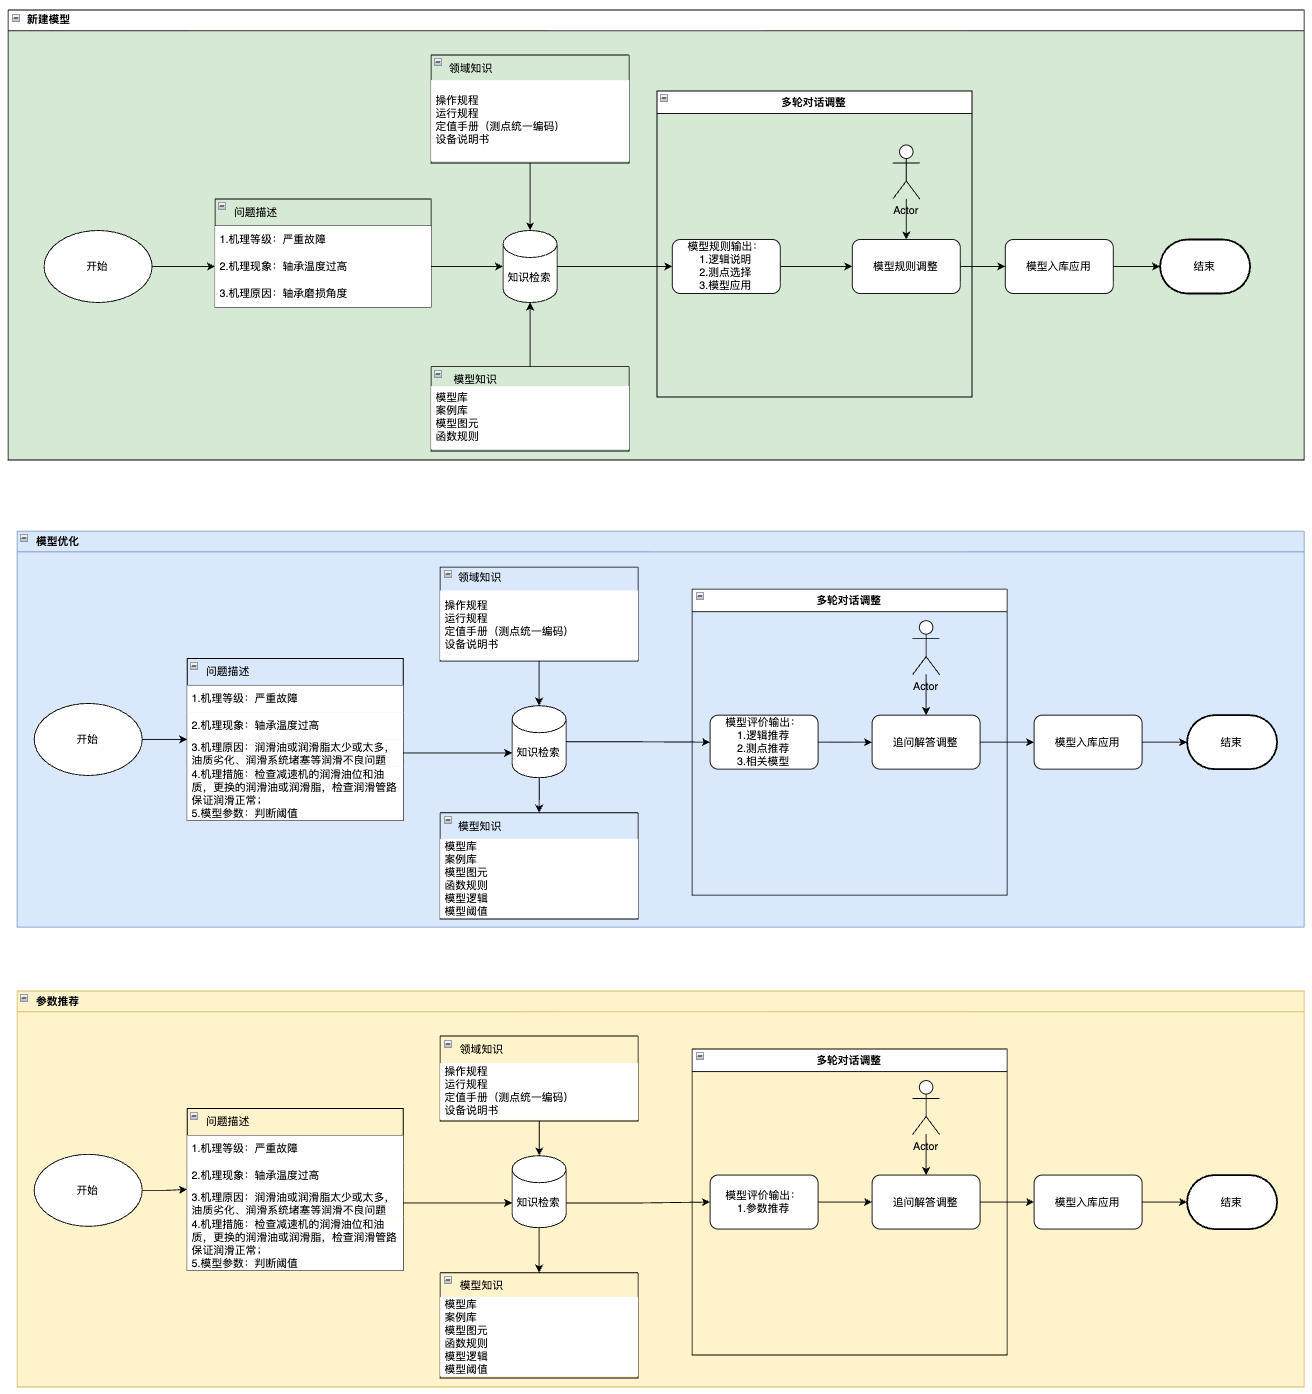 新建模型
领域知识
操作规程
运行规程
定值手册（测点统一编码）
设备说明书
多轮对话调整
Actor
问题描述
1.机理等级：严重故障
2.机理现象：轴承温度过高
3.机理原因：轴承磨损角度
开始
知识检索
模型规则输出：
1.逻辑说明
2.测点选择
3.模型应用
模型规则调整
模型入库应用
结束
模型知识
模型库
案例库
模型图元
函数规则
模型优化
领域知识
操作规程
运行规程
定值手册（测点统一编码）
设备说明书
多轮对话调整
Actor
问题描述
1.机理等级：严重故障
2.机理现象：轴承温度过高
3.机理原因：润滑油或润滑脂太少或太多，
油质劣化、润滑系统堵塞等润滑不良问题
4.机理措施：检查减速机的润滑油位和油
质，更换的润滑油或润滑脂，检查润滑管路
保证润滑正常；
5.模型参数：判断阈值
开始
知识检索
模型评价输出：
1.逻辑推荐
2.测点推荐
3.相关模型
追问解答调整
模型入库应用
结束
模型知识
模型库
案例库
模型图元
函数规则
模型逻辑
模型阈值
参数推荐
领域知识
操作规程
运行规程
定值手册（测点统一编码）
设备说明书
多轮对话调整
Actor
问题描述
1.机理等级：严重故障
2.机理现象：轴承温度过高
3.机理原因：润滑油或润滑脂太少或太多，
油质劣化、润滑系统堵塞等润滑不良问题
4.机理措施：检查减速机的润滑油位和油
质，更换的润滑油或润滑脂，检查润滑管路
保证润滑正常；
5.模型参数：判断阈值
开始
知识检索
模型评价输出：
1.参数推荐
追问解答调整
模型入库应用
结束
模型知识
模型库
案例库
模型图元
函数规则
模型逻辑
模型阈值